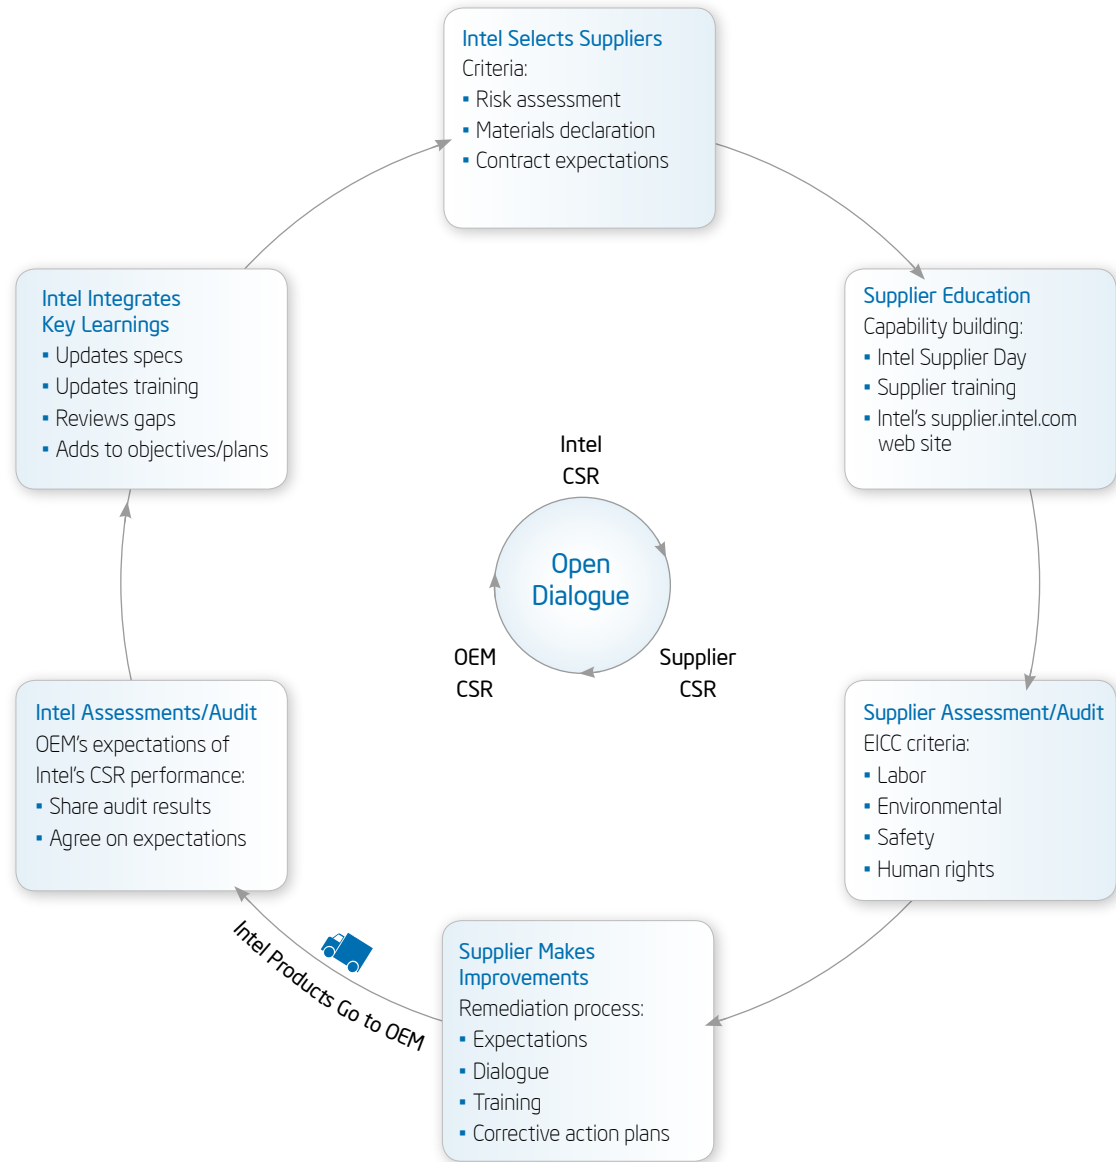 Intel Selects Suppliers
Criteria:
▪ Risk assessment
▪ Materials declaration
▪ Contract expectations
Supplier Education
Capability building:
▪ Intel Supplier Day
▪ Supplier training
▪ Intel's supplier.intel.com
web site
Supplier Assessment/Audit
EICC criteria:
▪ Labor
▪ Environmental
▪ Safety
▪ Human rights
Supplier Makes
Improvements
Remediation process:
▪ Expectations
▪ Dialogue
▪ Training
▪ Corrective action plans
Intel Products Go to OEM
Intel Assessments/Audit
OEM's expectations of
Intel's CSR performance:
▪ Share audit results
▪ Agree on expectations
Intel Integrates
Key Learnings
▪ Updates specs
▪ Updates training
▪ Reviews gaps
▪ Adds to objectives/plans
Intel
CSR
Open
Dialogue
Supplier
CSR
OEM
CSR